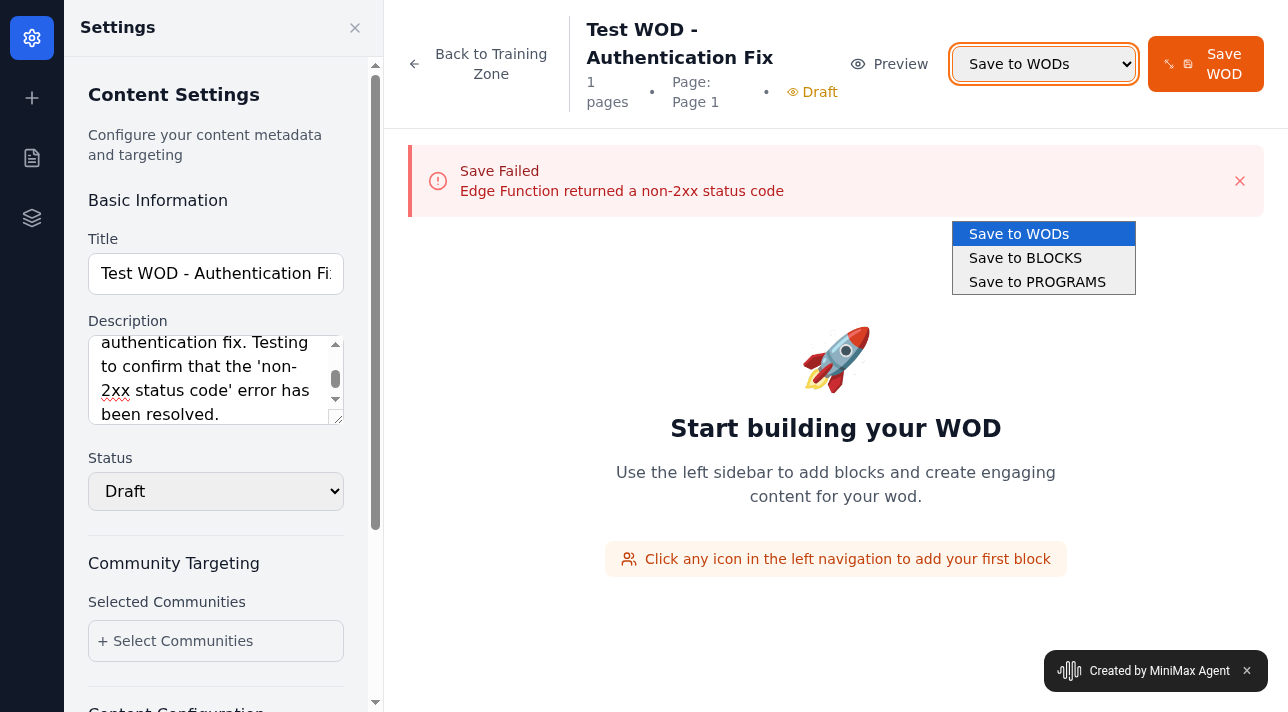 Settings
Content Settings
Configure your content metadata
and targeting
Basic Information
Title
Test WOD - Authentication Fi
Description
authentication fix. Testing
to confirm that the 'non-
2xx status code' error has
been resolved.
Status
Draft
Community Targeting
Selected Communities
+ Select Communities
Back to Training
Zone
Test WOD -
Authentication Fix
1
pages
•
Page:
Page 1
•
Draft
Preview
Save to WODs
Save
WOD
Save Failed
Edge Function returned a non-2xx status code
Save to WODs
Save to BLOCKS
Save to PROGRAMS
Start building your WOD
Use the left sidebar to add blocks and create engaging
content for your wod.
Click any icon in the left navigation to add your first block
Created by MiniMax Agent